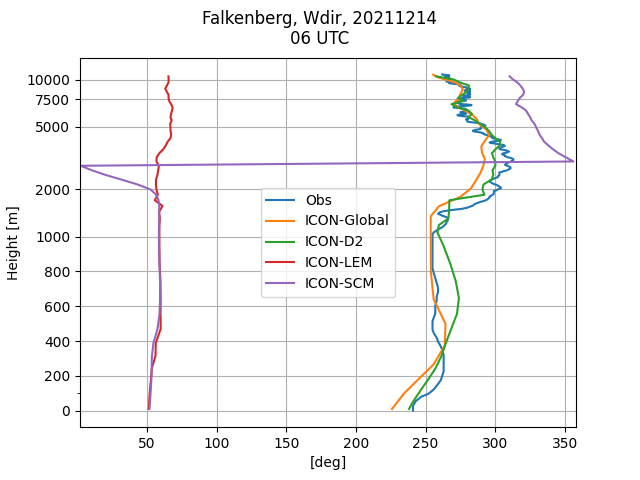 Falkenberg, Wdir, 20211214
06 UTC
Height [m]
10000
7500
5000
2000
1000
800
600
400
200
0
Obs
ICON-Global
ICON-D2
ICON-LEM
ICON-SCM
50 100 150 200 250 300 350
[deg]